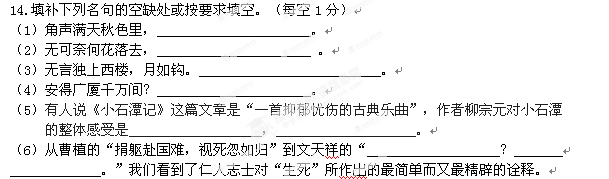 14.填补下列名句的空缺处或按要求填空。（每空1分）
（1）角声满天秋色里，____________________。
（2）无可奈何花落去，____________________ 。
（3）无言独上西楼，月如钩。________________________。
（4）安得广厦千万间？____________________。
（5）有人说《小石潭记》这篇文章是“一首抑郁忧伤的古典乐曲”，作者柳宗元对小石潭
的整体感受是________________，__________________。
（6）从曹植的“捐躯赴国难，视死忽如归”到文天祥的“________________？______
____________。”我们看到了仁人志士对“生死”所作出的最简单而又最精辟的诠释。